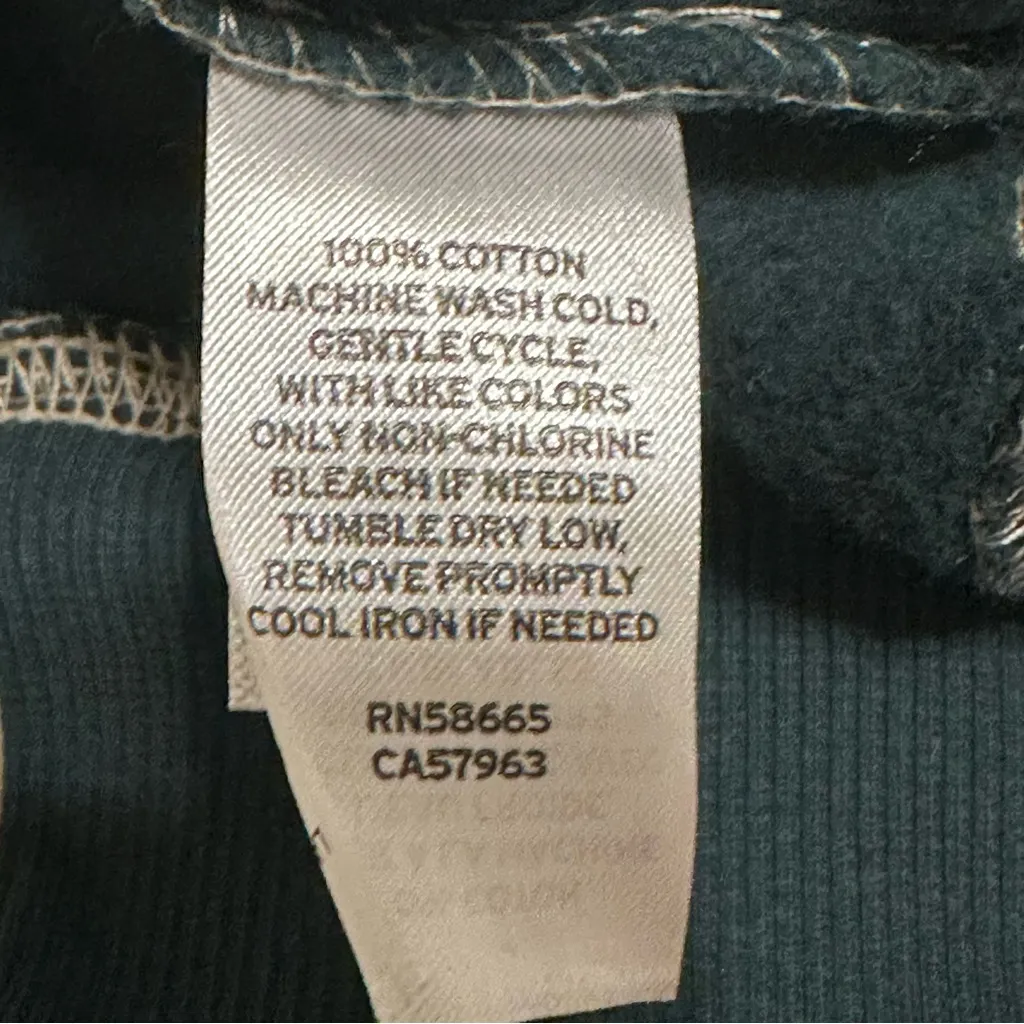 100% COTTON
MACHINE WASH COLD,
GENTLE CYCLE,
WITH LIKE COLORS
ONLY NON-CHLORINE
BLEACH IF NEEDED
TUMBLE DRY LOW,
REMOVE PROMPTLY
COOL IRON IF NEEDED
RN58665
CA57963